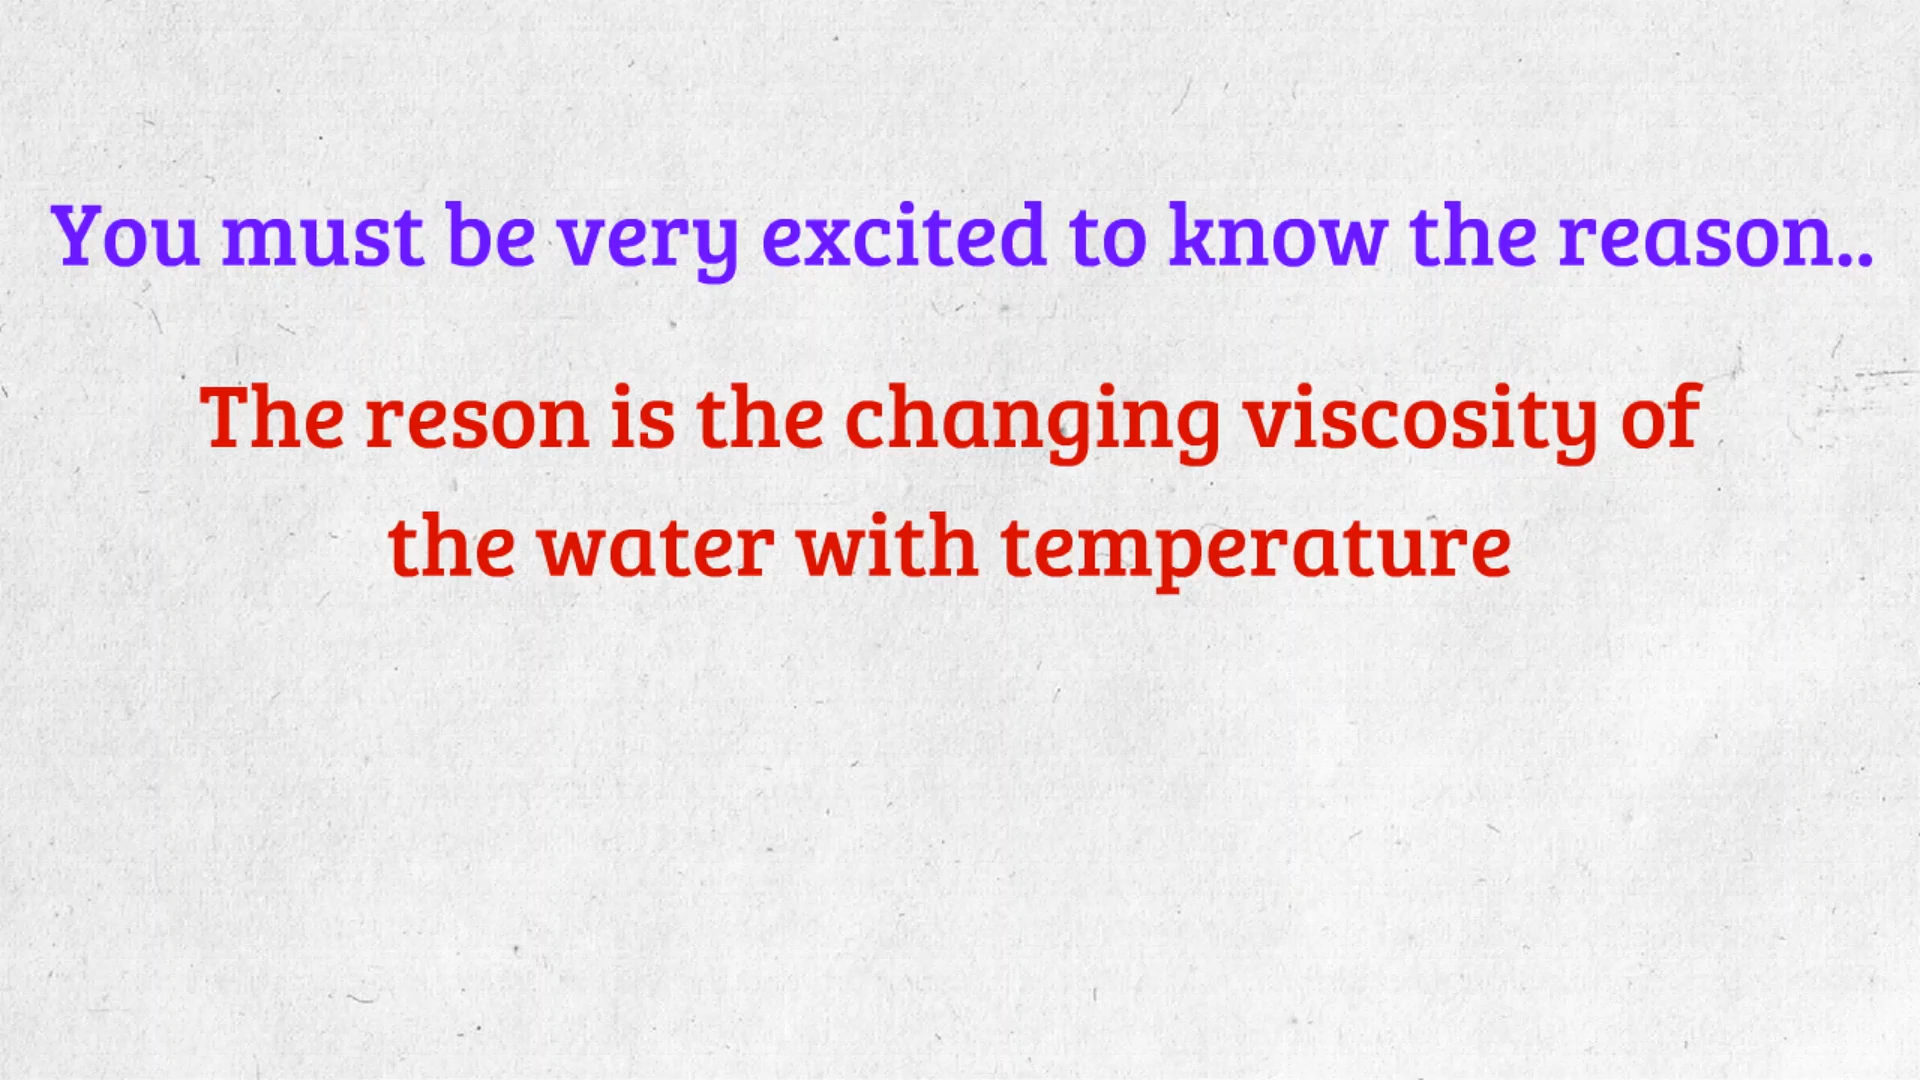 You must be very excited to know the reason..
The reson is the changing viscosity of
the water with temperature